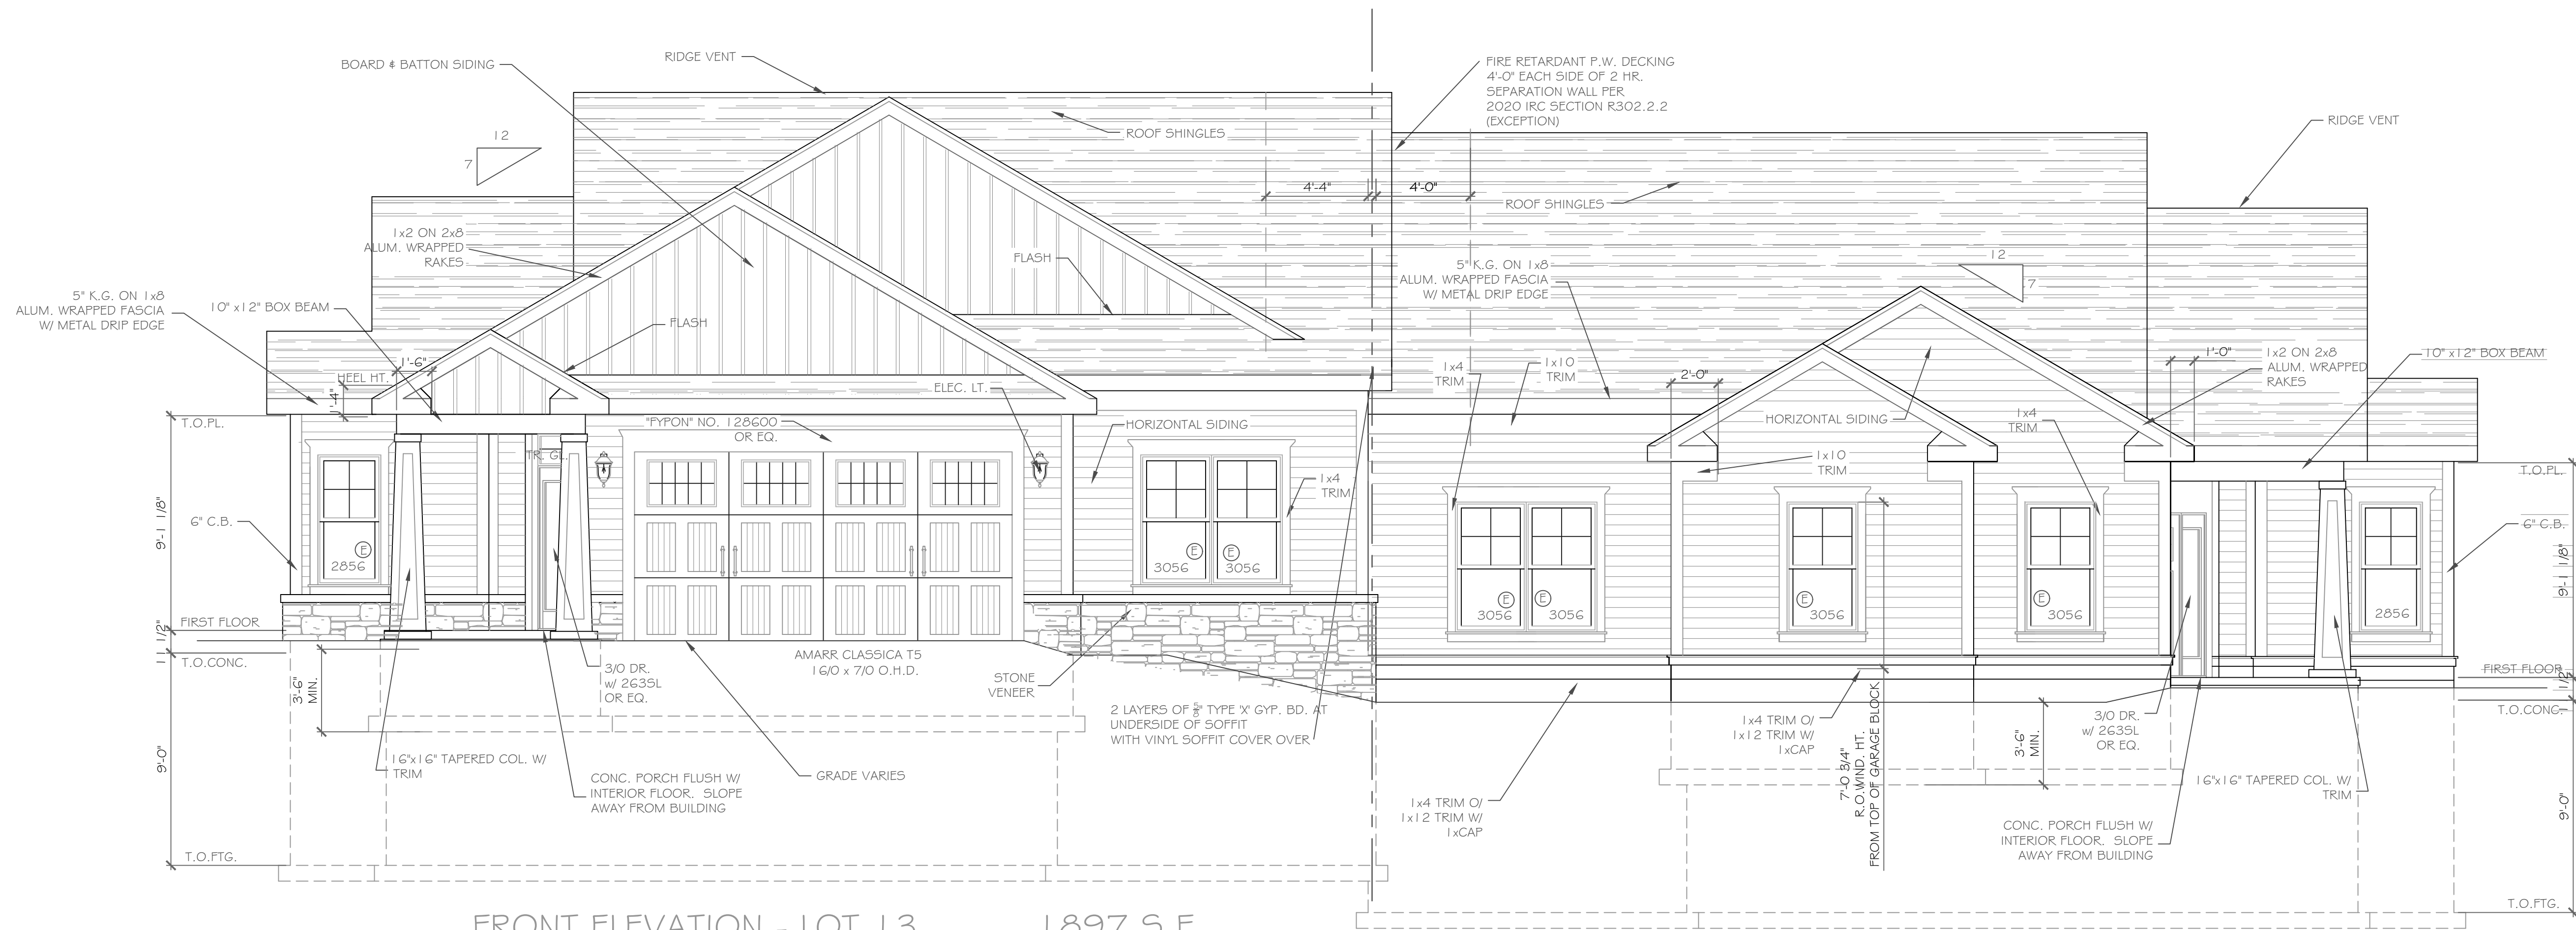 BOARD & BATTON SIDING
RIDGE VENT
FIRE RETARDANT P.W. DECKING
4'-0" EACH SIDE OF 2 HR.
SEPARATION WALL PER
2020 IRC SECTION R302.2.2
(EXCEPTION)
RIDGE VENT
12
7
ROOF SHINGLES
4'-4"
4'-0"
ROOF SHINGLES
1x2 ON 2x8
ALUM. WRAPPED
RAKES
FLASH
5" K.G. ON 1x8
ALUM. WRAPPED FASCIA
W/ METAL DRIP EDGE
12
7
5" K.G. ON 1x8
ALUM. WRAPPED FASCIA
W/ METAL DRIP EDGE
10"x12" BOX BEAM
FLASH
1'-6"
HEEL HT.
1'-4"
ELEC. LT.
1x4
TRIM
1x10
TRIM
2'-0"
1'-0"
1x2 ON 2x8
ALUM. WRAPPED
RAKES
10"x12" BOX BEAM
T.O.PL.
"FYPON" NO. 128600
OR EQ.
HORIZONTAL SIDING
HORIZONTAL SIDING
1x4
TRIM
TR. GL.
1x4
TRIM
1x10
TRIM
T.O.PL.
9'-1 1/8"
6" C.B.
6" C.B.
9'-1 1/8"
E
2856
E
3056
E
3056
E
3056
E
3056
E
3056
E
3056
2856
FIRST FLOOR
1 1/2"
T.O.CONC.
3'-6"
MIN.
3/0 DR.
w/ 263SL
OR EQ.
AMARR CLASSICA T5
16/0 x 7/0 O.H.D.
STONE
VENEER
2 LAYERS OF 5/8" TYPE 'X' GYP. BD. AT
UNDERSIDE OF SOFFIT
WITH VINYL SOFFIT COVER OVER
1x4 TRIM O/
1x12 TRIM W/
1xCAP
7'-0 3/4"
R.O.WIND. HT.
FROM TOP OF GARAGE BLOCK
3'-6"
MIN.
3/0 DR.
w/ 263SL
OR EQ.
FIRST FLOOR
1 1/2"
T.O.CONC.
9'-0"
16"x16" TAPERED COL. W/
TRIM
CONC. PORCH FLUSH W/
INTERIOR FLOOR. SLOPE
AWAY FROM BUILDING
GRADE VARIES
1x4 TRIM O/
1x12 TRIM W/
1xCAP
16"x16" TAPERED COL. W/
TRIM
CONC. PORCH FLUSH W/
INTERIOR FLOOR. SLOPE
AWAY FROM BUILDING
9'-0"
T.O.FTG.
T.O.FTG.
FRONT ELEVATION - LOT 13 1897 S.F.